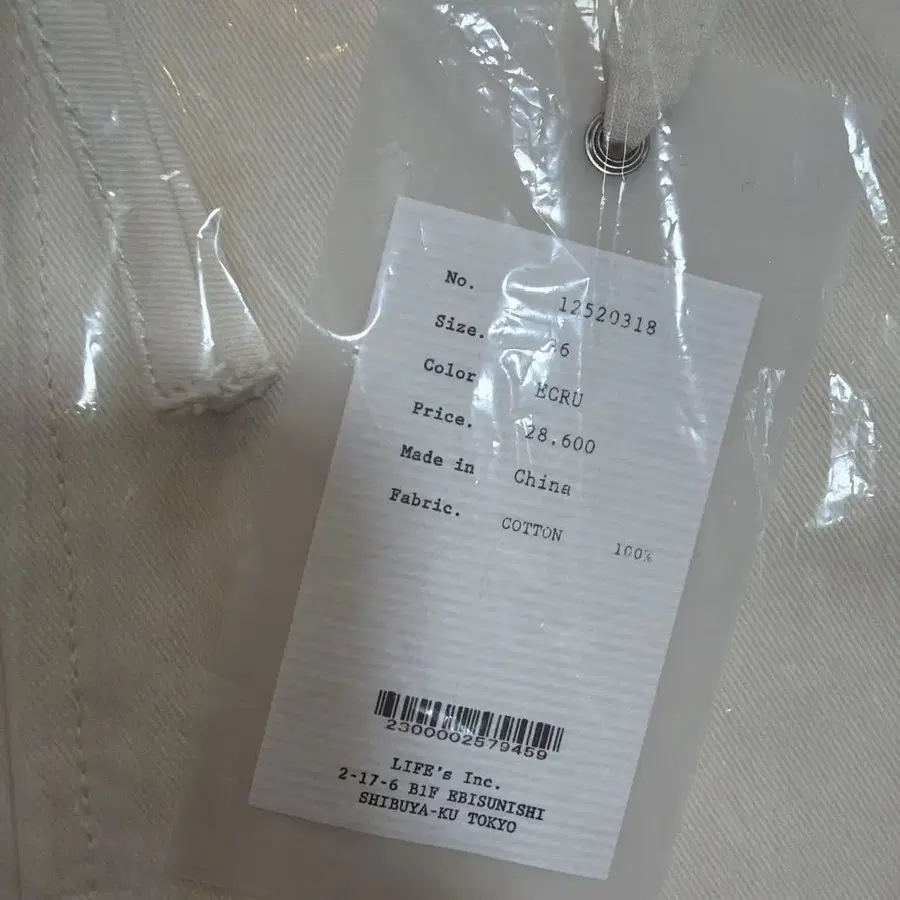 No. 12520318
Size.
Color ECRU
Price. 28,600
Made in China
Fabric. COTTON 100%
2300002579459
LIFE's Inc.
2-17-6 B1F EBISUNISHI
SHIBUYA-KU TOKYO